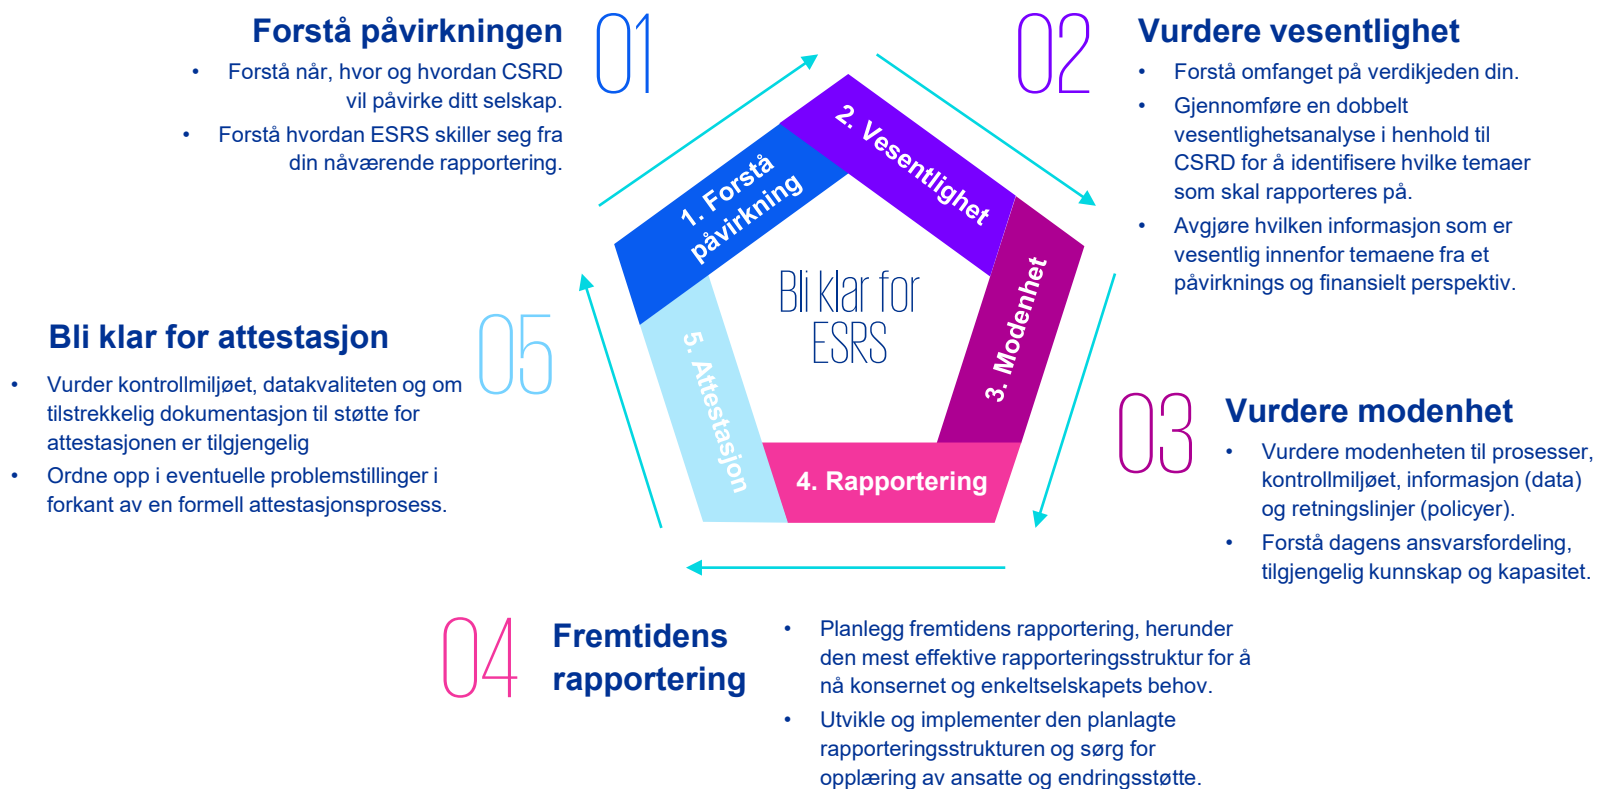 Forstå påvirkningen
01
• Forstå når, hvor og hvordan CSRD
vil påvirke ditt selskap.
• Forstå hvordan ESRS skiller seg fra
din nåværende rapportering.
02
Vurdere vesentlighet
• Forstå omfanget på verdikjeden din.
• Gjennomføre en dobbelt
vesentlighetsanalyse i henhold til
CSRD for å identifisere hvilke temaer
som skal rapporteres på.
• Avgjøre hvilken informasjon som er
vesentlig innenfor temaene fra et
påvirknings og finansielt perspektiv.
1. Forstå
påvirkning
2. Vesentlighet
3. Modenhet
4. Rapportering
5. Attestasjon
Bli klar for
ESRS
03
Vurdere modenhet
• Vurdere modenheten til prosesser,
kontrollmiljøet, informasjon (data)
og retningslinjer (policyer).
• Forstå dagens ansvarsfordeling,
tilgjengelig kunnskap og kapasitet.
04
Fremtidens
rapportering
• Planlegg fremtidens rapportering, herunder
den mest effektive rapporteringsstruktur for å
nå konsernet og enkeltselskapets behov.
• Utvikle og implementer den planlagte
rapporteringsstrukturen og sørg for
opplæring av ansatte og endringsstøtte.
Bli klar for attestasjon
05
• Vurder kontrollmiljøet, datakvaliteten og om
tilstrekkelig dokumentasjon til støtte for
attestasjonen er tilgjengelig
• Ordne opp i eventuelle problemstillinger i
forkant av en formell attestasjonsprosess.